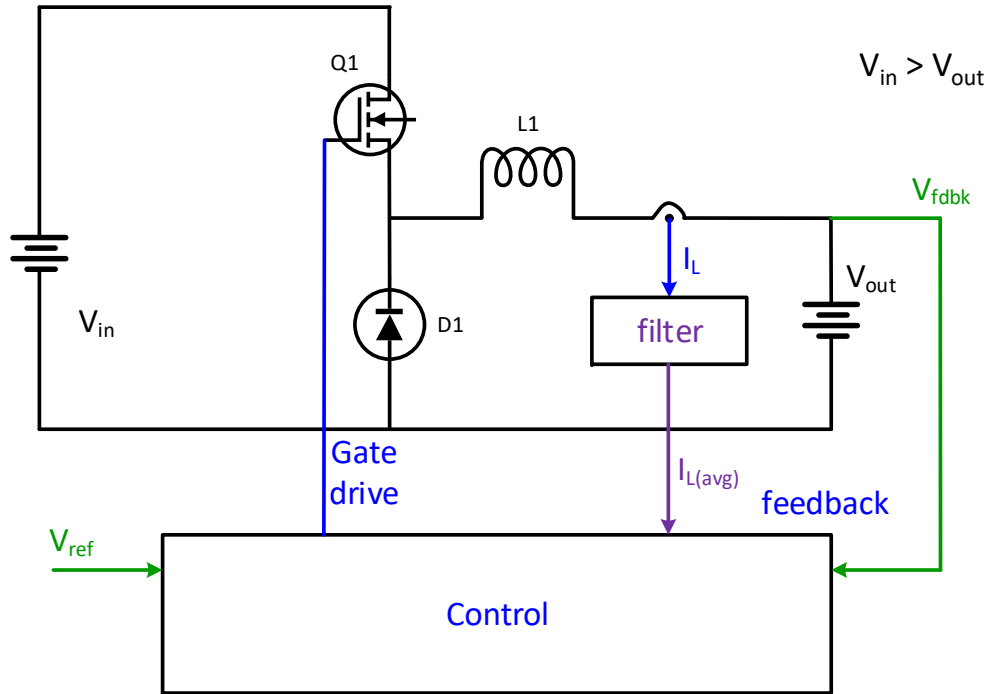 Q1
V_in > V_out
L1
V_fdbk
I_L
V_out
V_in
D1
filter
Gate
drive
I_L(avg)
feedback
V_ref
Control